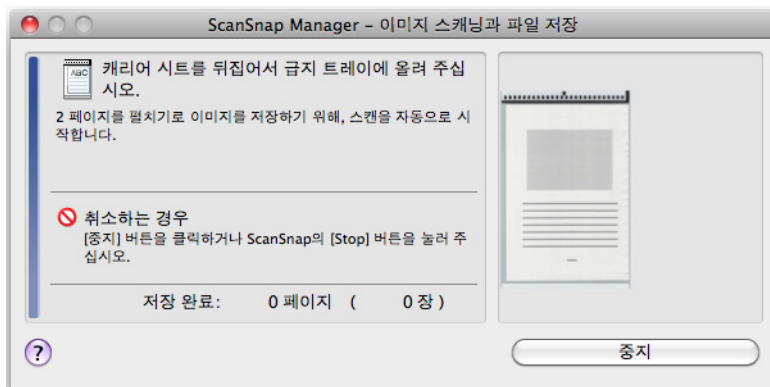 ScanSnap Manager – 이미지 스캐닝과 파일 저장
ABC
캐리어 시트를 뒤집어서 급지 트레이에 올려 주십
시오.
2 페이지를 펼치기로 이미지를 저장하기 위해, 스캔을 자동으로 시
작합니다.
취소하는 경우
[중지] 버튼을 클릭하거나 ScanSnap의 [Stop] 버튼을 눌러 주
십시오.
저장 완료: 0 페이지 ( 0 장 )
? 중지